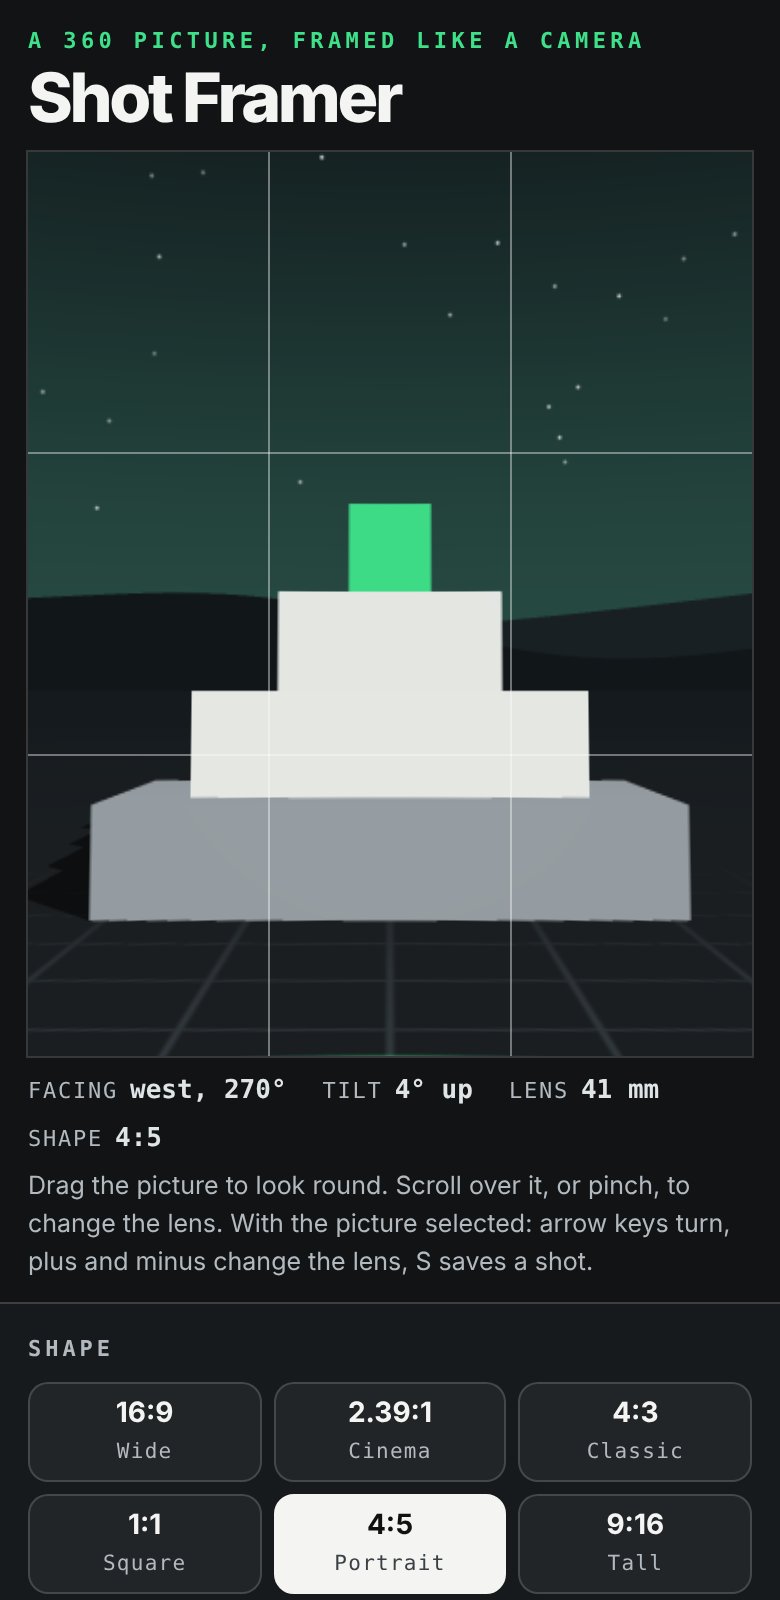 A 360 PICTURE, FRAMED LIKE A CAMERA
Shot Framer
FACING west, 270° TILT 4° up LENS 41 mm
SHAPE 4:5
Drag the picture to look round. Scroll over it, or pinch, to
change the lens. With the picture selected: arrow keys turn,
plus and minus change the lens, S saves a shot.
SHAPE
16:9 2.39:1 4:3
Wide Cinema Classic
1:1 4:5 9:16
Square Portrait Tall